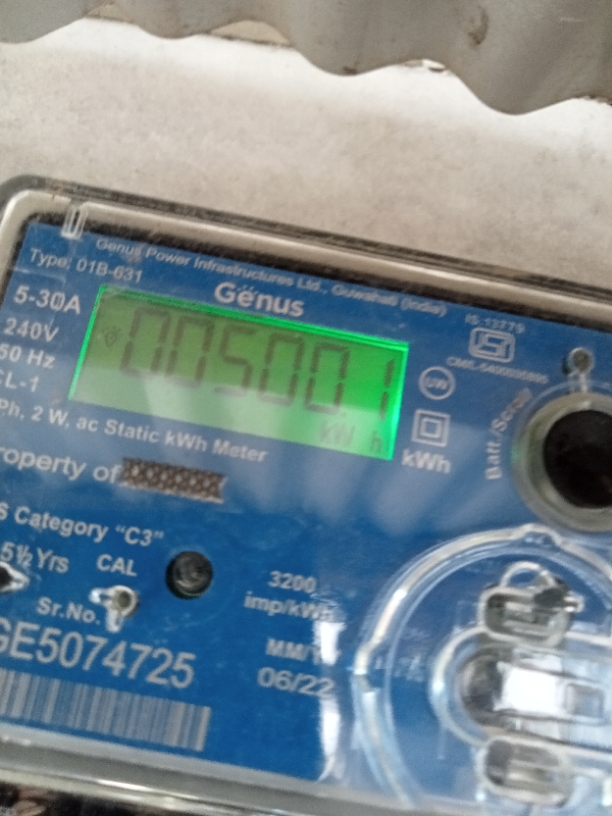 Genus Power Infrastructures Ltd., Guwahati (India)
Type: 01B-631
Genus
IS:13779
5-30A
240V
50 Hz
CL-1
Ph. 2 W, ac Static kWh Meter
005001
kW h
UW
kWh
Batt./Scroll
roperty of
S Category "C3"
5½ Yrs CAL
Sr.No.
GE5074725
3200
imp/kWh
MM/Y
06/22